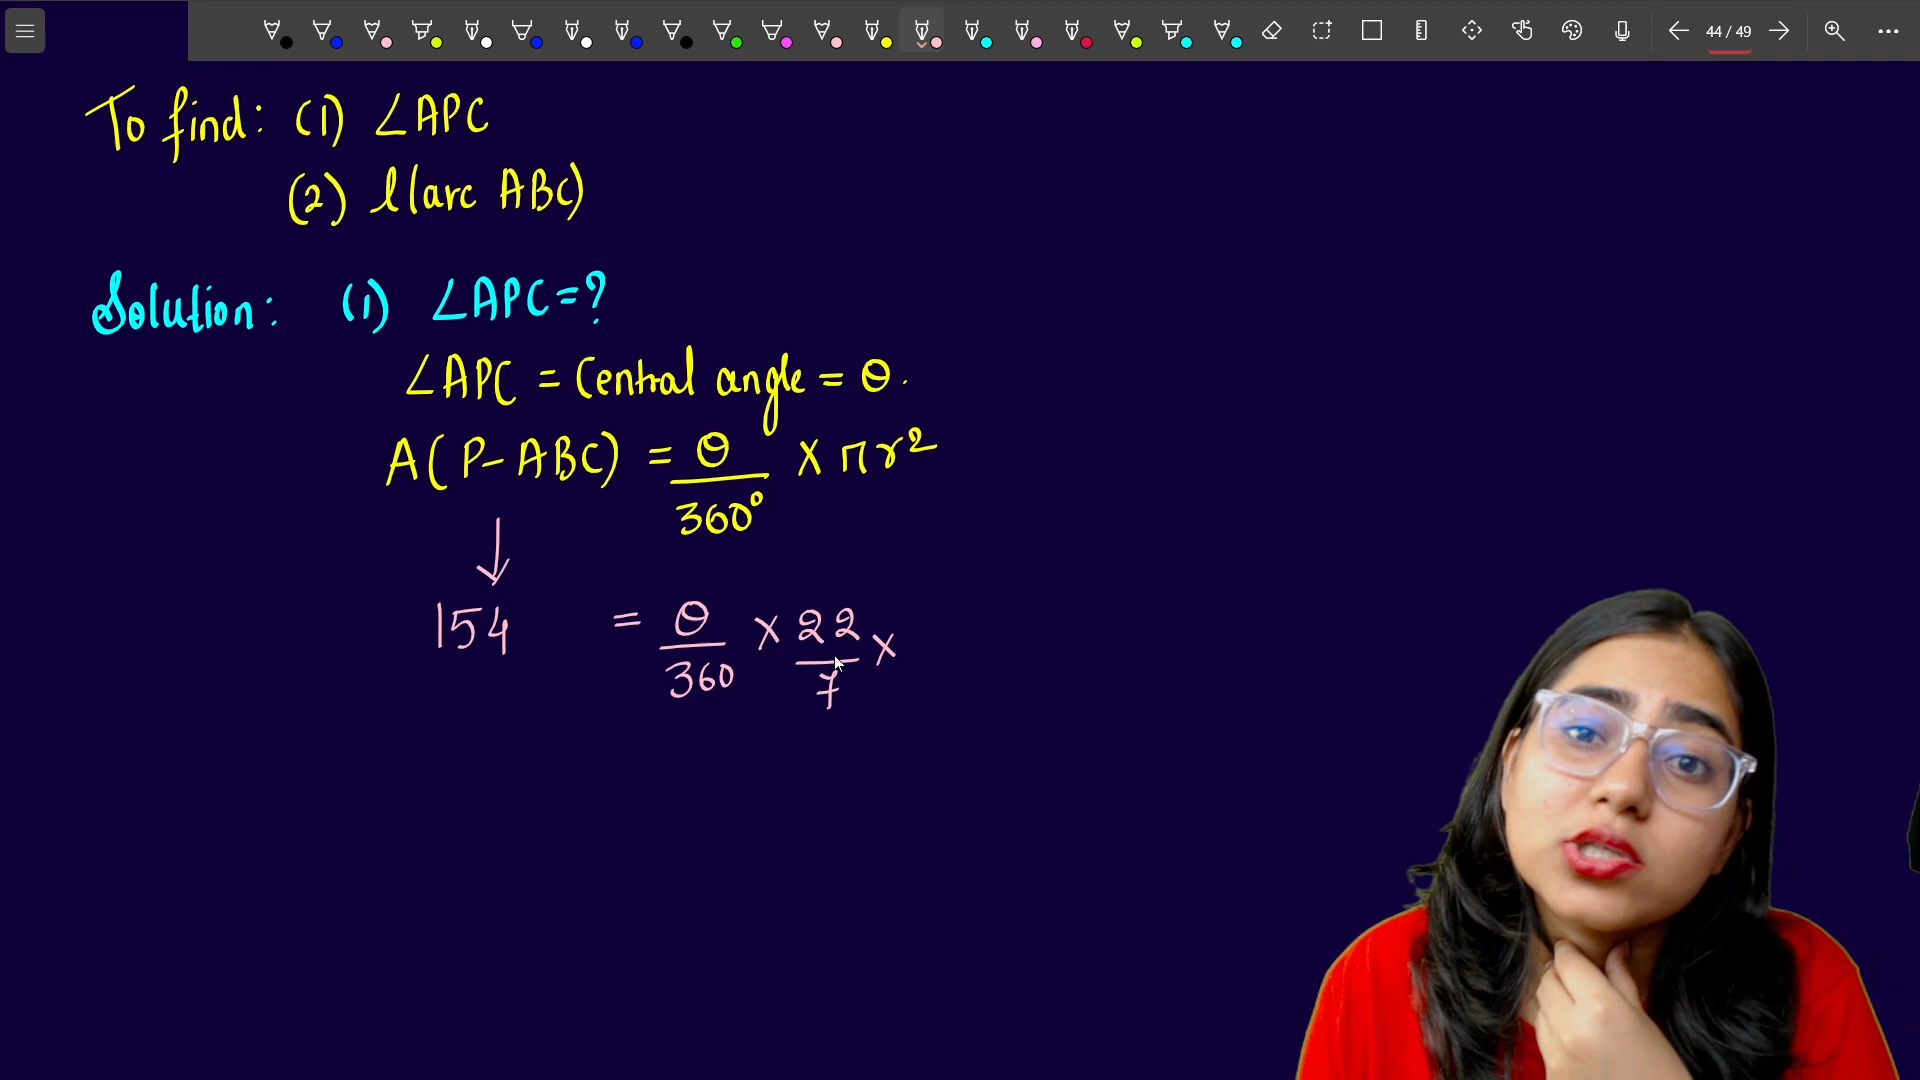 44 / 49
To find: (1) ∠APC
(2) l(arc ABC)
Solution: (1) ∠APC=?
∠APC = Central angle = θ.
A(P-ABC) = θ/360° × πr²
↓
154 = θ/360 × 22/7 ×